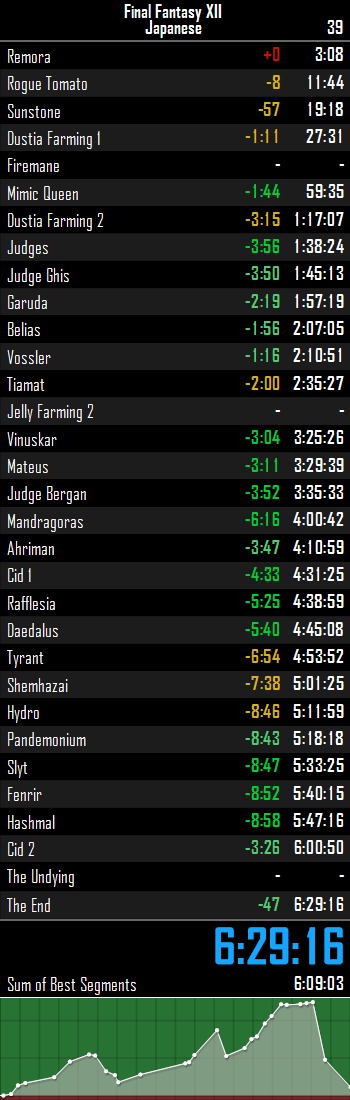 Final Fantasy XII
Japanese 39
Remora +0 3:08
Rogue Tomato -8 11:44
Sunstone -57 19:18
Dustia Farming 1 -1:11 27:31
Firemane - -
Mimic Queen -1:44 59:35
Dustia Farming 2 -3:15 1:17:07
Judges -3:56 1:38:24
Judge Ghis -3:50 1:45:13
Garuda -2:19 1:57:19
Belias -1:56 2:07:05
Vossler -1:16 2:10:51
Tiamat -2:00 2:35:27
Jelly Farming 2 - -
Vinuskar -3:04 3:25:26
Mateus -3:11 3:29:39
Judge Bergan -3:52 3:35:33
Mandragoras -6:16 4:00:42
Ahriman -3:47 4:10:59
Cid 1 -4:33 4:31:25
Rafflesia -5:25 4:38:59
Daedalus -5:40 4:45:08
Tyrant -6:54 4:53:52
Shemhazai -7:38 5:01:25
Hydro -8:46 5:11:59
Pandemonium -8:43 5:18:18
Slyt -8:47 5:33:25
Fenrir -8:52 5:40:15
Hashmal -8:58 5:47:16
Cid 2 -3:26 6:00:50
The Undying - -
The End -47 6:29:16
6:29:16
Sum of Best Segments 6:09:03